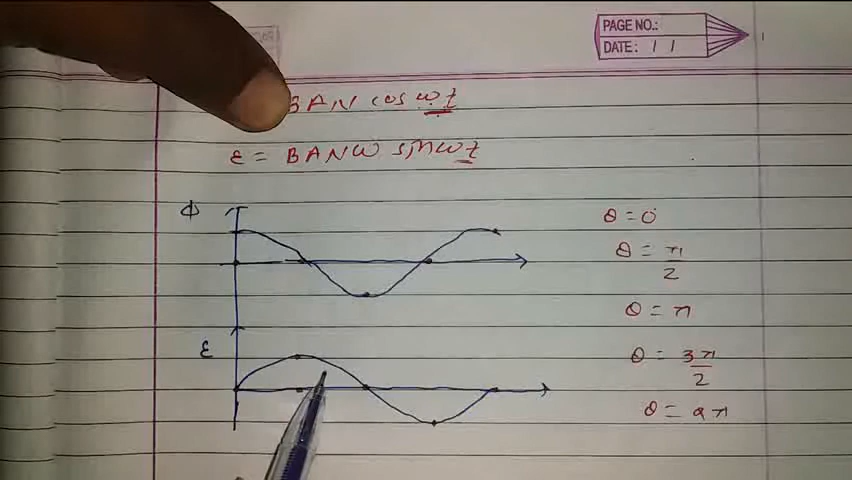 PAGE NO.:
DATE: / /
BAN cos ωt
ε = BANω sinωt
Φ
θ = 0
θ = π/2
θ = π
ε
θ = 3π/2
θ = 2π